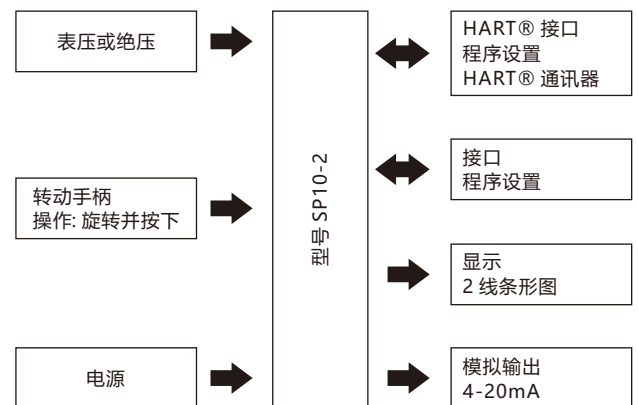 表压或绝压
转动手柄
操作: 旋转并按下
电源
型号 SP10-2
HART® 接口
程序设置
HART® 通讯器
接口
程序设置
显示
2 线条形图
模拟输出
4-20mA